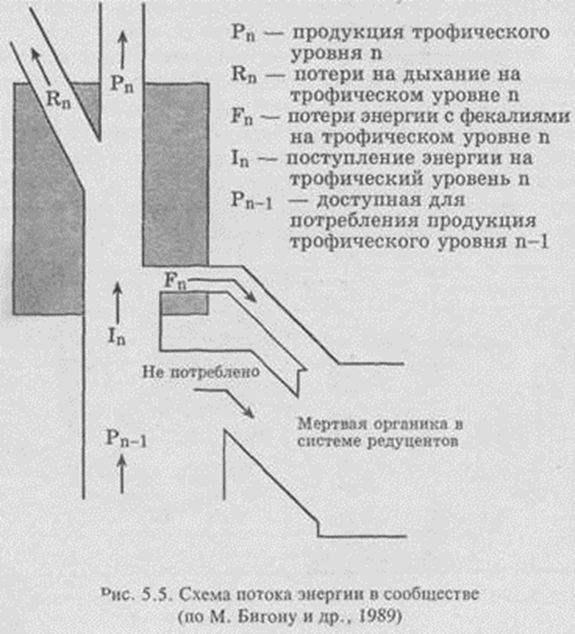 Pn — продукция трофического
уровня n
Rn — потери на дыхание на
трофическом уровне n
Fn — потери энергии с фекалиями
на трофическом уровне n
In — поступление энергии на
трофический уровень n
Pn-1 — доступная для
потребления продукция
трофического уровня n-1
Rn
Pn
Fn
In
Не потреблено
Pn-1
Мертвая органика в
системе редуцентов
Рис. 5.5. Схема потока энергии в сообществе
(по М. Бигону и др., 1989)